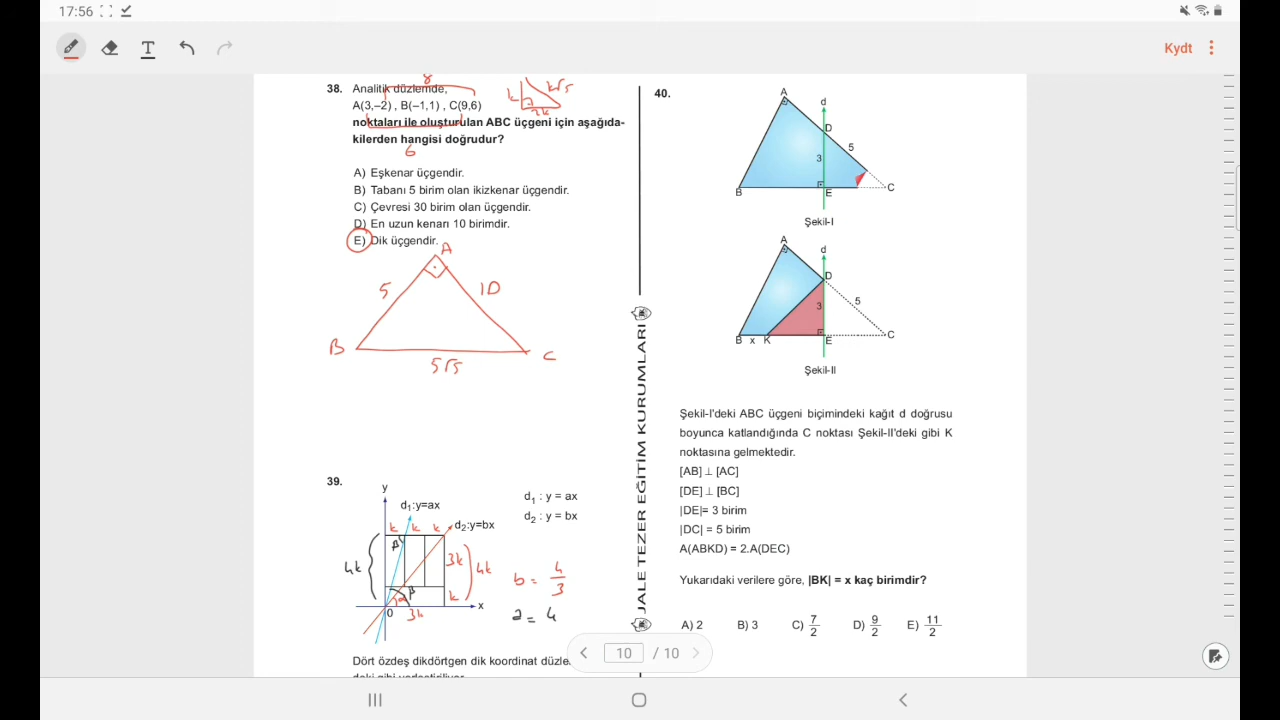 17:56
Kydt
38. Analitik düzlemde,
A(3,–2) , B(–1,1) , C(9,6)
noktaları ile oluşturulan ABC üçgeni için aşağıda-
kilerden hangisi doğrudur?
8
6
k
k√5
2k
A) Eşkenar üçgendir.
B) Tabanı 5 birim olan ikizkenar üçgendir.
C) Çevresi 30 birim olan üçgendir.
D) En uzun kenarı 10 birimdir.
E) Dik üçgendir.
A
5
10
B
5√5
C
39.
y
d1:y=ax
d2:y=bx
k k k
β
4k
3k
4k
β
k
α
0
3k
x
d1 : y = ax
d2 : y = bx
b = 4/3
a = 4
Dört özdeş dikdörtgen dik koordinat düzle
JALE TEZER EĞİTİM KURUMLARI
40.
A
d
D
5
3
B
E
C
Şekil-I
A
d
D
5
3
B x K
E
C
Şekil-II
Şekil-I'deki ABC üçgeni biçimindeki kağıt d doğrusu
boyunca katlandığında C noktası Şekil-II'deki gibi K
noktasına gelmektedir.
[AB] ⊥ [AC]
[DE] ⊥ [BC]
|DE|= 3 birim
|DC| = 5 birim
A(ABKD) = 2.A(DEC)
Yukarıdaki verilere göre, |BK| = x kaç birimdir?
A) 2 B) 3 C) 7/2 D) 9/2 E) 11/2
10 / 10